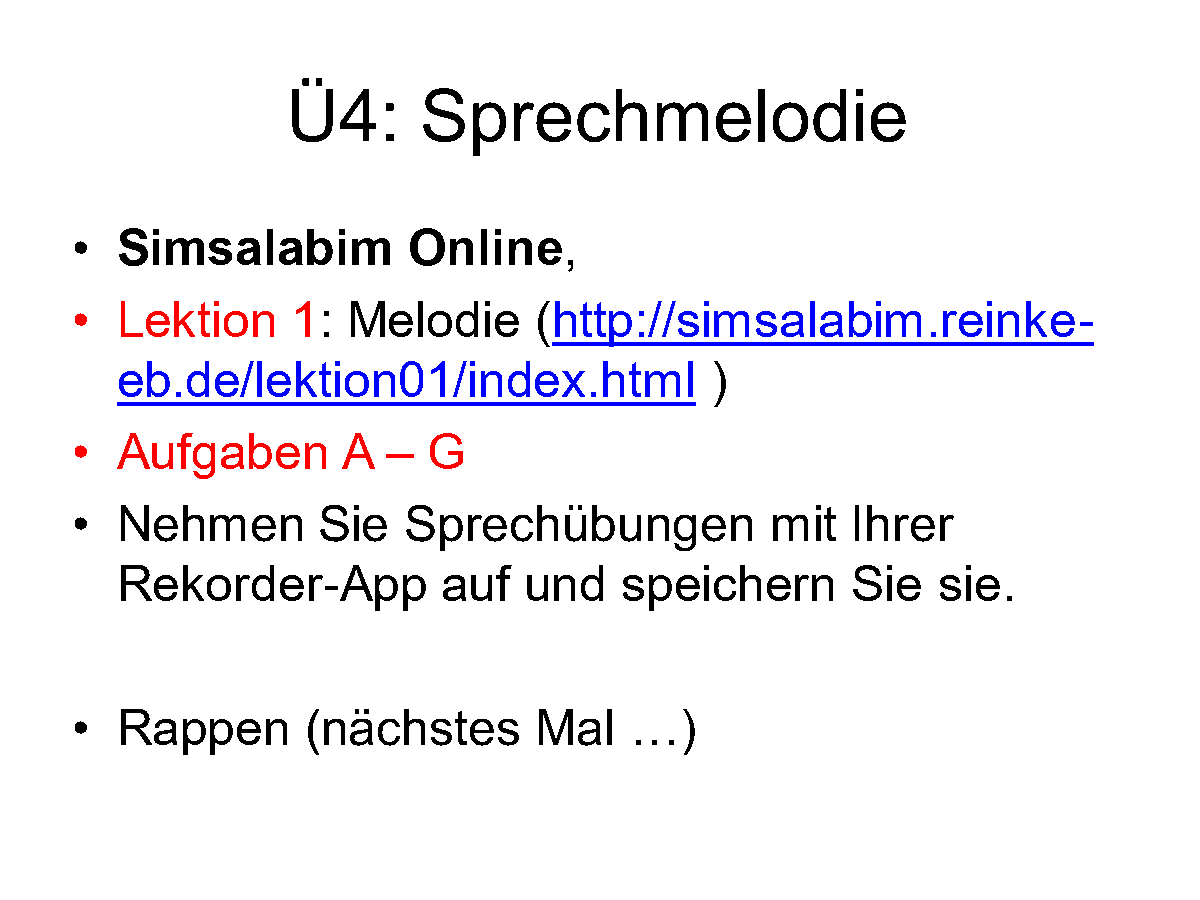 Ü4: Sprechmelodie
• Simsalabim Online,
• Lektion 1: Melodie (http://simsalabim.reinke-
eb.de/lektion01/index.html )
• Aufgaben A – G
• Nehmen Sie Sprechübungen mit Ihrer
Rekorder-App auf und speichern Sie sie.
• Rappen (nächstes Mal …)